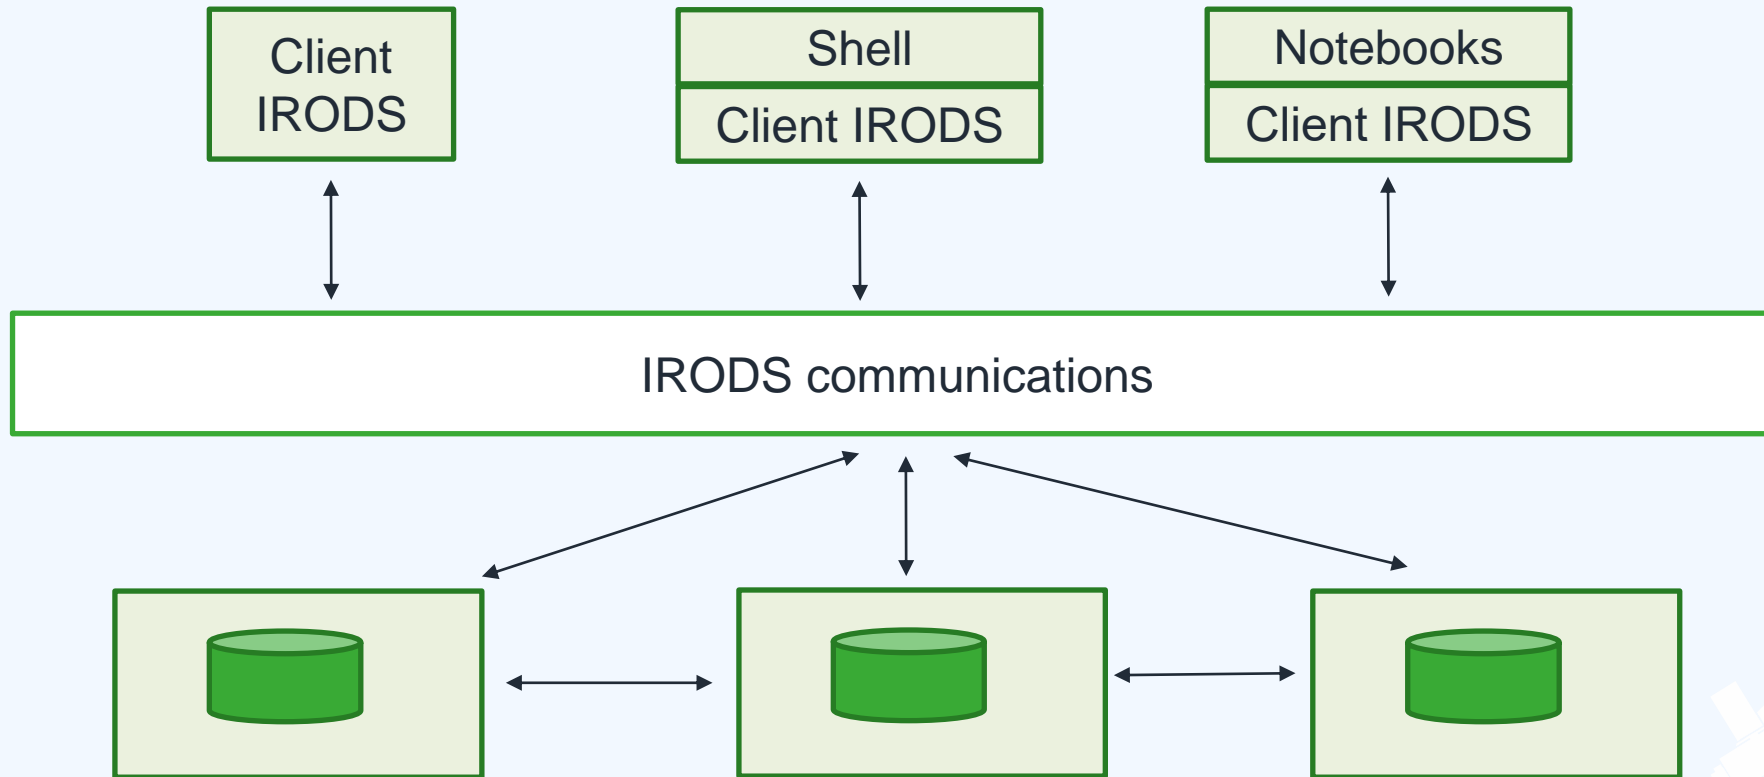 Client
IRODS
Shell
Client IRODS
Notebooks
Client IRODS
IRODS communications